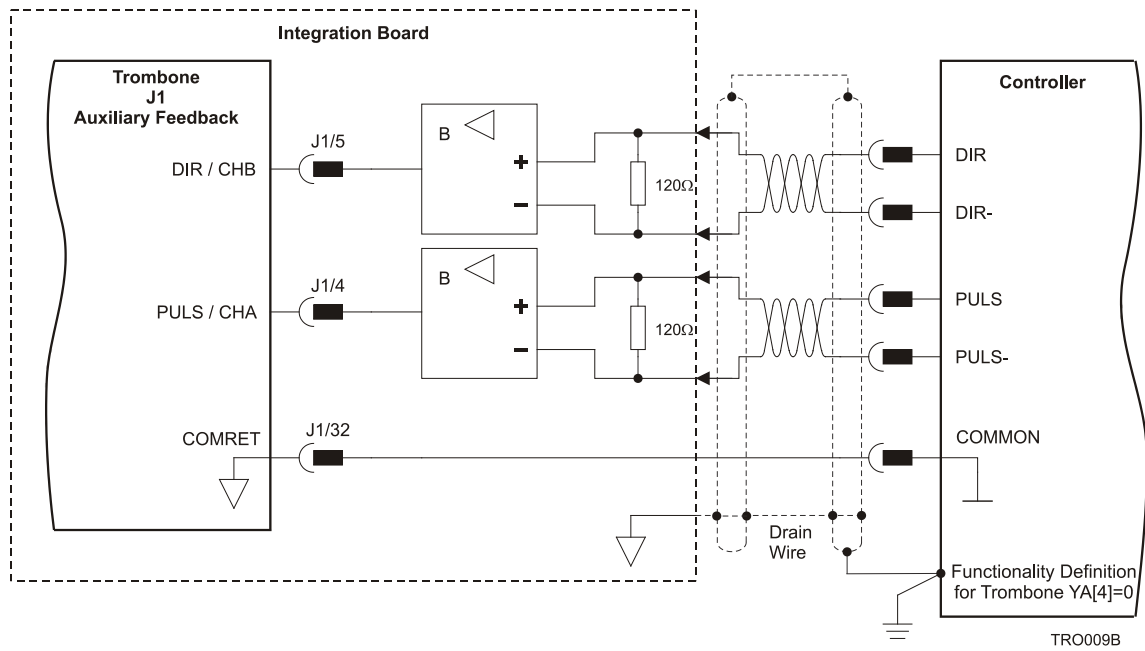 Integration Board
Trombone
J1
Auxiliary Feedback
Controller
DIR / CHB
J1/5
B
+
−
120Ω
DIR
DIR-
PULS / CHA
J1/4
B
+
−
120Ω
PULS
PULS-
COMRET
J1/32
COMMON
Drain
Wire
Functionality Definition
for Trombone YA[4]=0
TRO009B